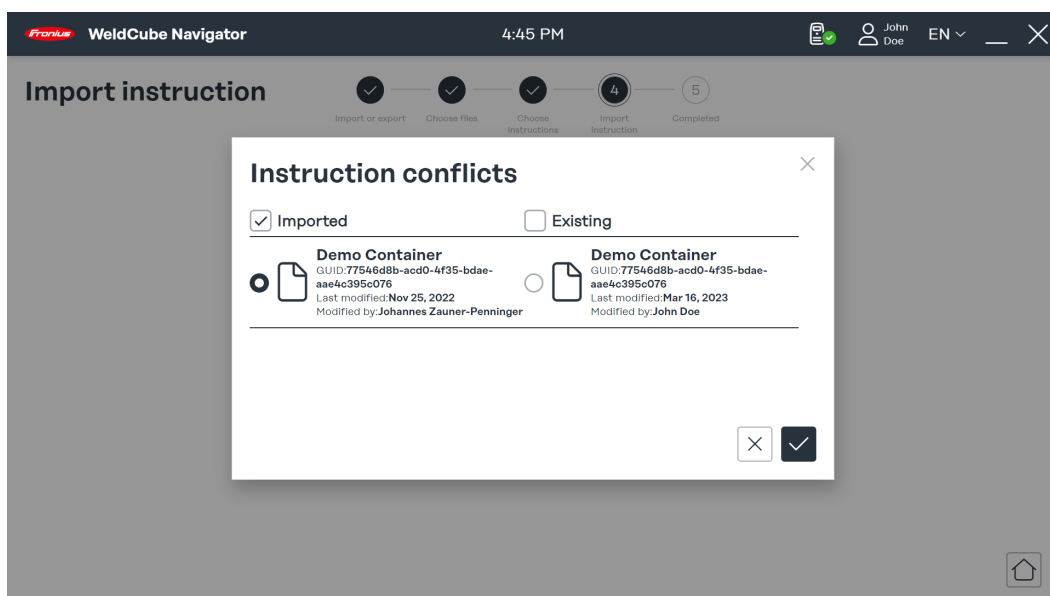 Fronius WeldCube Navigator 4:45 PM John Doe EN
Import instruction
4 5
Import or export Choose files Choose instructions Import instruction Completed
Instruction conflicts
Imported Existing
Demo Container
GUID:77546d8b-acd0-4f35-bdae-
aae4c395c076
Last modified:Nov 25, 2022
Modified by:Johannes Zauner-Penninger
Demo Container
GUID:77546d8b-acd0-4f35-bdae-
aae4c395c076
Last modified:Mar 16, 2023
Modified by:John Doe